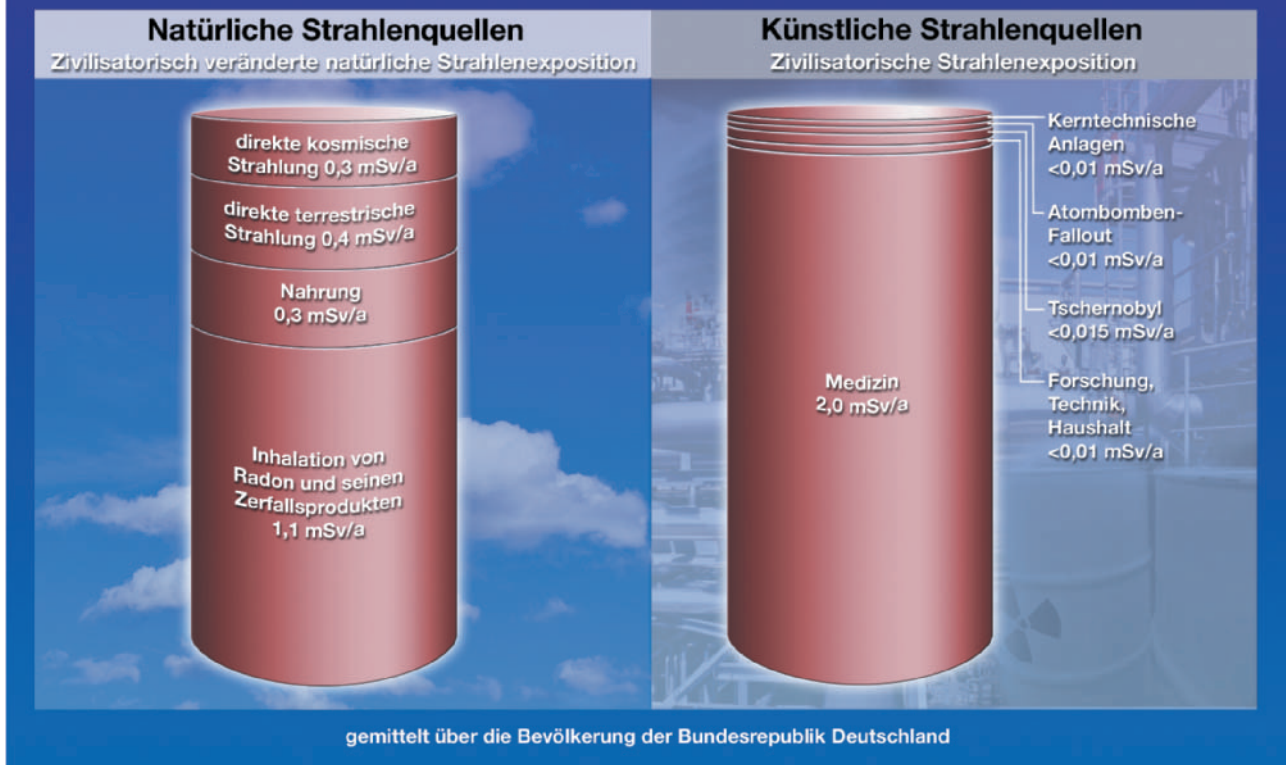 Natürliche Strahlenquellen
Zivilisatorisch veränderte natürliche Strahlenexposition
direkte kosmische
Strahlung 0,3 mSv/a
direkte terrestrische
Strahlung 0,4 mSv/a
Nahrung
0,3 mSv/a
Inhalation von
Radon und seinen
Zerfallsprodukten
1,1 mSv/a
Künstliche Strahlenquellen
Zivilisatorische Strahlenexposition
Kerntechnische
Anlagen
<0,01 mSv/a
Atombomben-
Fallout
<0,01 mSv/a
Tschernobyl
<0,015 mSv/a
Medizin
2,0 mSv/a
Forschung,
Technik,
Haushalt
<0,01 mSv/a
gemittelt über die Bevölkerung der Bundesrepublik Deutschland